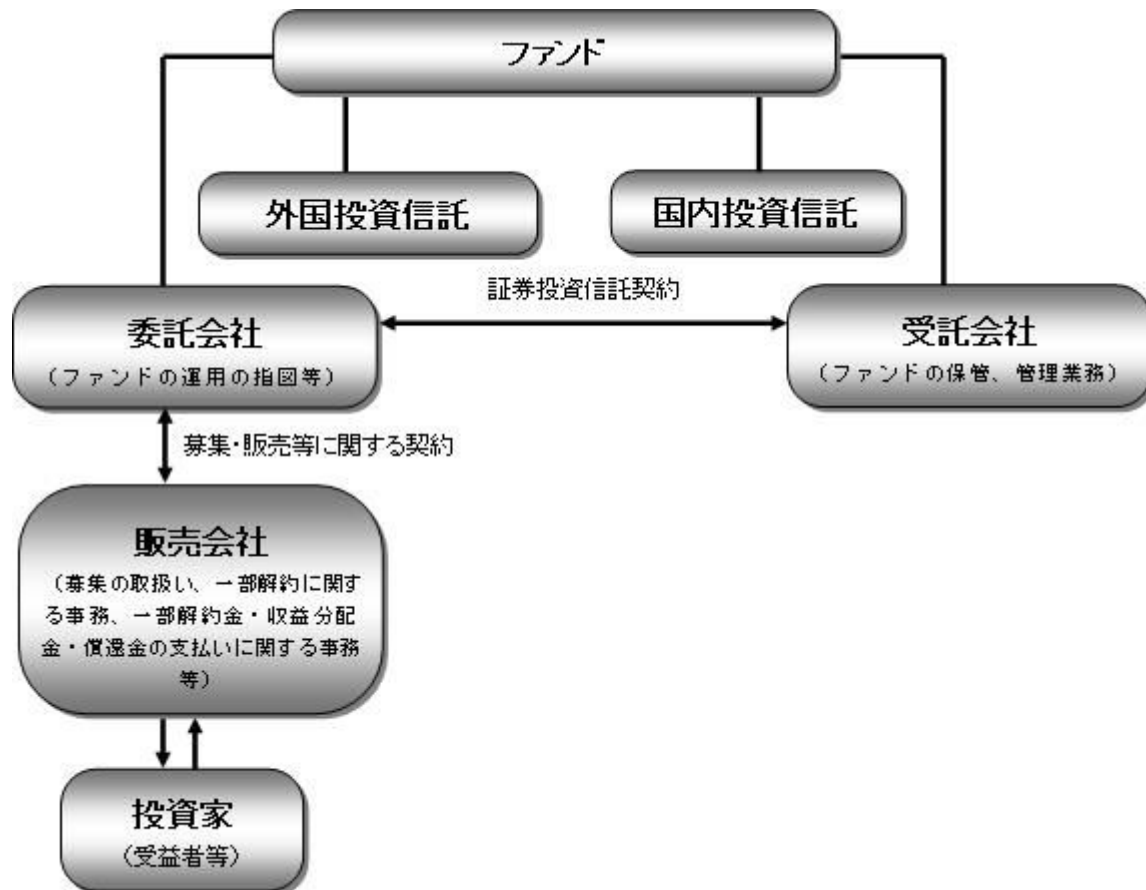 ファンド
外国投資信託
国内投資信託
証券投資信託契約
委託会社
（ファンドの運用の指図等）
受託会社
（ファンドの保管、管理業務）
募集・販売等に関する契約
販売会社
（募集の取扱い、一部解約に関す
る事務、一部解約金・収益分配
金・償還金の支払いに関する事務
等）
投資家
（受益者等）